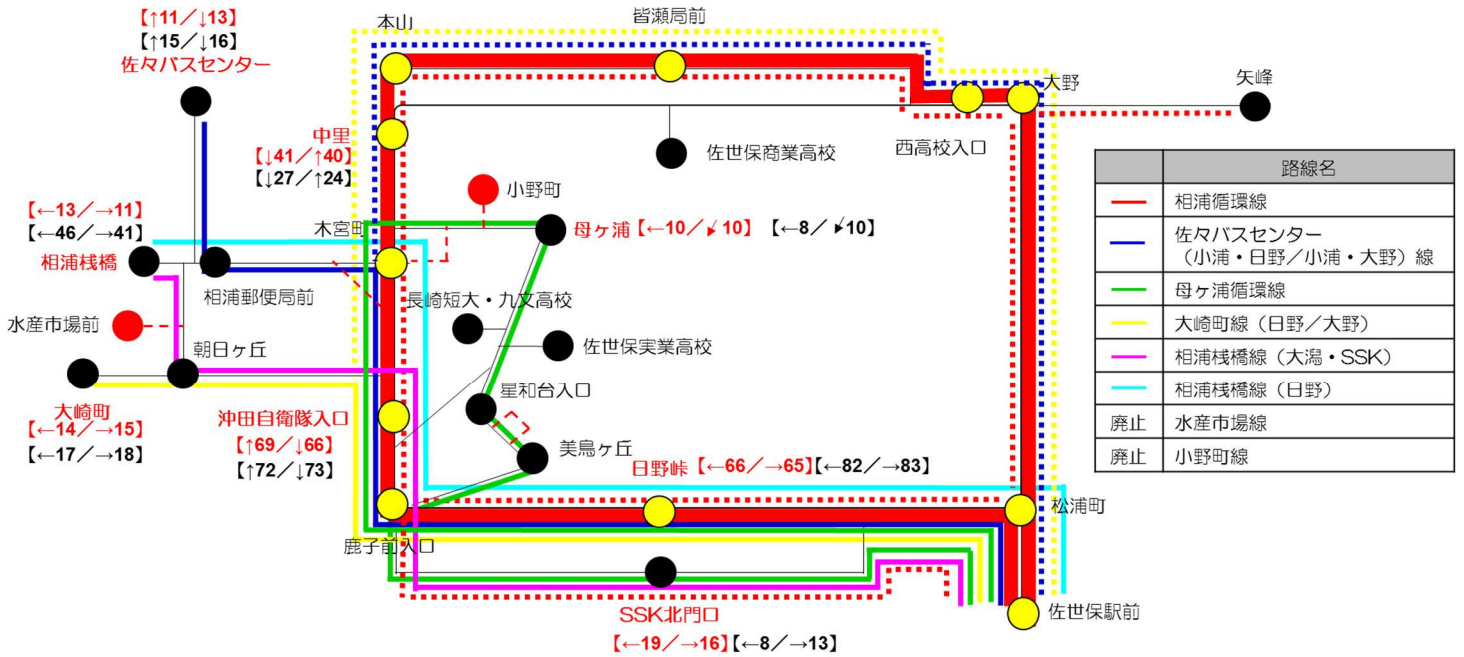 【↑11／↓13】
【↑15／↓16】
佐々バスセンター
本山
皆瀬局前
大野
矢峰
中里
【↓41／↑40】
【↓27／↑24】
佐世保商業高校
西高校入口
小野町
【←13／→11】
【←46／→41】
相浦桟橋
木宮町
母ヶ浦【←10／↙10】 【←8／↙10】
相浦郵便局前
長崎短大・九文高校
水産市場前
朝日ヶ丘
佐世保実業高校
星和台入口
大崎町
【←14／→15】
【←17／→18】
沖田自衛隊入口
【↑69／↓66】
【↑72／↓73】
美鳥ヶ丘
日野峠【←66／→65】【←82／→83】
松浦町
鹿子前入口
SSK北門口
【←19／→16】【←8／→13】
佐世保駅前
路線名
相浦循環線
佐々バスセンター
（小浦・日野／小浦・大野）線
母ヶ浦循環線
大崎町線（日野／大野）
相浦桟橋線（大潟・SSK）
相浦桟橋線（日野）
廃止 水産市場線
廃止 小野町線